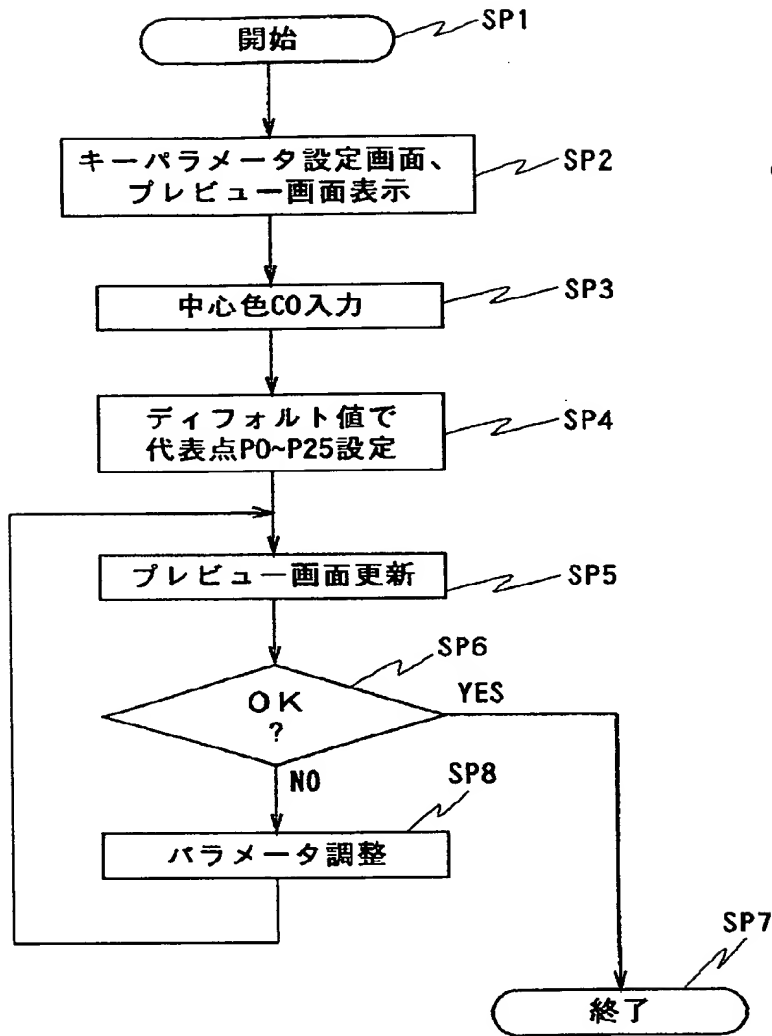 開始
SP1
キーパラメータ設定画面、
プレビュー画面表示
SP2
中心色CO入力
SP3
ディフォルト値で
代表点P0~P25設定
SP4
プレビュー画面更新
SP5
SP6
OK
?
YES
NO
SP8
パラメータ調整
SP7
終了